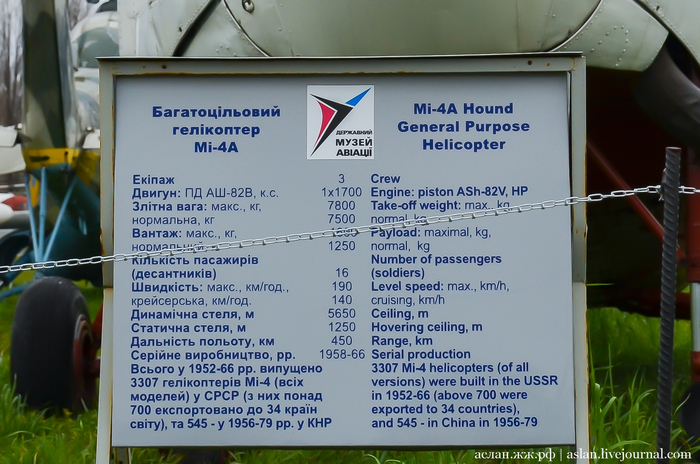 Багатоцільовий
гелікоптер
Мі-4А
ДЕРЖАВНИЙ
МУЗЕЙ
АВІАЦІЇ
Mi-4A Hound
General Purpose
Helicopter
Екіпаж 3 Crew
Двигун: ПД АШ-82В, к.с. 1x1700 Engine: piston ASh-82V, HP
Злітна вага: макс., кг, 7800 Take-off weight: max., kg,
нормальна, кг 7500 normal, kg
Вантаж: макс., кг, Payload: maximal, kg,
нормальний, кг 1250 normal, kg
Кількість пасажирів Number of passengers
(десантників) 16 (soldiers)
Швидкість: макс., км/год., 190 Level speed: max., km/h,
крейсерська, км/год. 140 cruising, km/h
Динамічна стеля, м 5650 Ceiling, m
Статична стеля, м 1250 Hovering ceiling, m
Дальність польоту, км 450 Range, km
Серійне виробництво, рр. 1958-66 Serial production
Всього у 1952-66 рр. випущено
3307 гелікоптерів Мі-4 (всіх
моделей) у СРСР (з них понад
700 експортовано до 34 країн
світу), та 545 - у 1956-79 рр. у КНР
3307 Mi-4 helicopters (of all
versions) were built in the USSR
in 1952-66 (above 700 were
exported to 34 countries),
and 545 - in China in 1956-79
аслан.жж.рф | aslan.livejournal.com